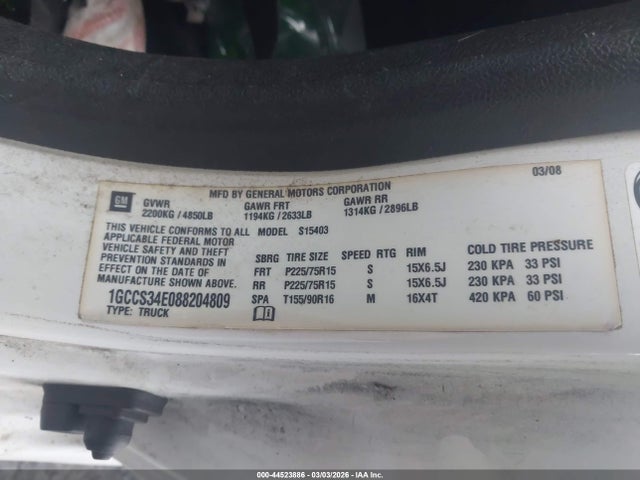 MFD BY GENERAL MOTORS CORPORATION 03/08
GM GVWR GAWR FRT GAWR RR
2200KG / 4850LB 1194KG / 2633LB 1314KG / 2896LB
THIS VEHICLE CONFORMS TO ALL MODEL S15403
APPLICABLE FEDERAL MOTOR
VEHICLE SAFETY AND THEFT
PREVENTION STANDARDS IN
EFFECT ON THE DATE OF
MANUFACTURE SHOWN ABOVE.
1GCCS34E088204809
TYPE: TRUCK
SBRG TIRE SIZE SPEED RTG RIM COLD TIRE PRESSURE
FRT P225/75R15 S 15X6.5J 230 KPA 33 PSI
RR P225/75R15 S 15X6.5J 230 KPA 33 PSI
SPA T155/90R16 M 16X4T 420 KPA 60 PSI
000-44523886 - 03/03/2026 - IAA Inc.